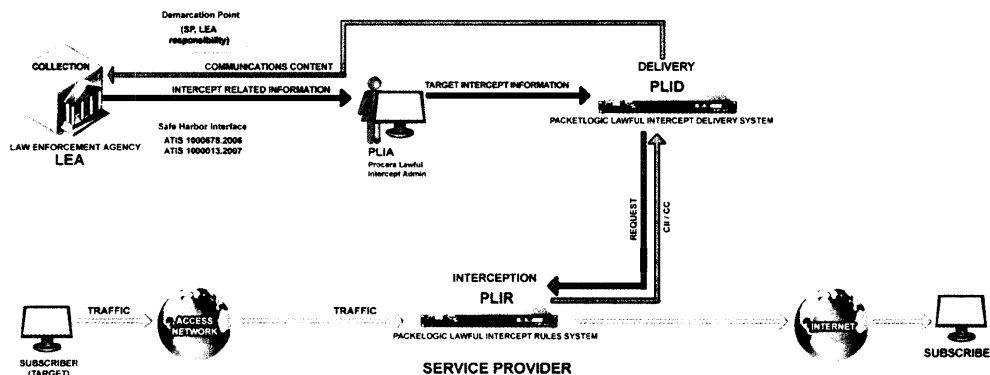 Demarcation Point
(SP, LEA
responsibility)
COLLECTION
COMMUNICATIONS CONTENT
INTERCEPT RELATED INFORMATION
DELIVERY
PLID
TARGET INTERCEPT INFORMATION
PACKETLOGIC LAWFUL INTERCEPT DELIVERY SYSTEM
LAW ENFORCEMENT AGENCY
LEA
Safe Harbor Interface
ATIS 1000678.2006
ATIS 1000013.2007
PLIA
Procera Lawful
Intercept Admin
REQUEST
CII / CC
INTERCEPTION
PLIR
TRAFFIC
ACCESS
NETWORK
TRAFFIC
PACKELOGIC LAWFUL INTERCEPT RULES SYSTEM
INTERNET
SUBSCRIBER
(TARGET)
SUBSCRIBE
SERVICE PROVIDER